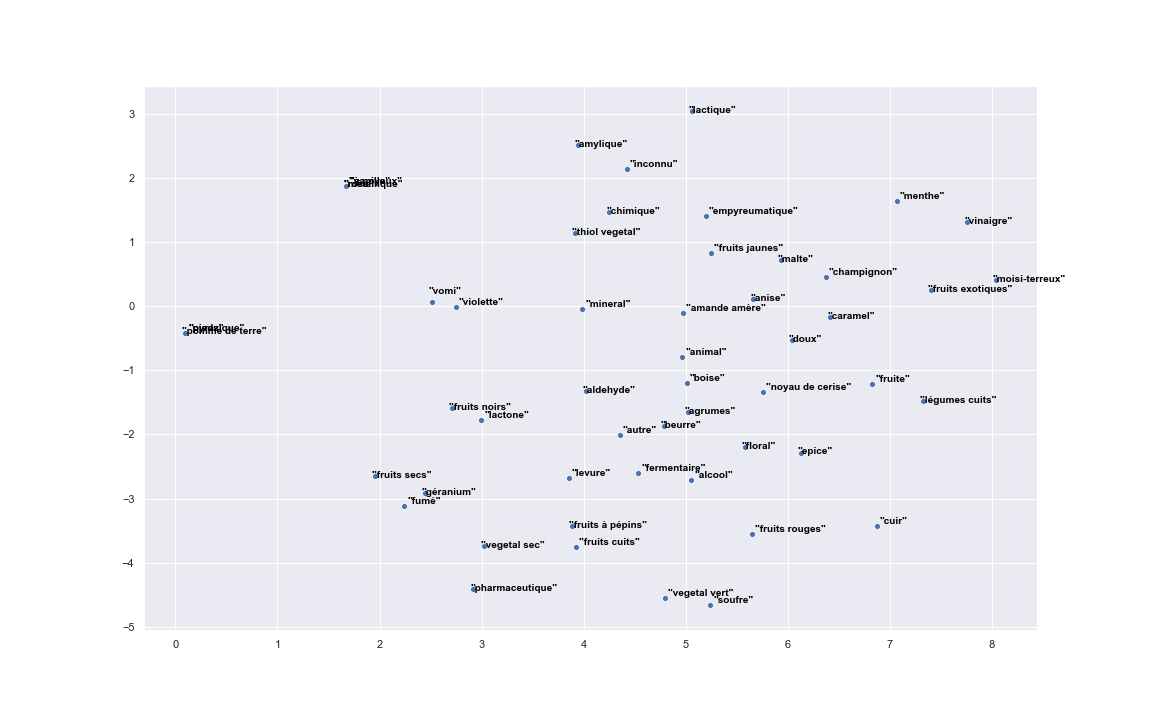 3
2
1
0
−1
−2
−3
−4
−5
"lactique"
"amylique"
"inconnu"
"menthe"
"chimique"
"empyreumatique"
"vinaigre"
"thiol vegetal"
"fruits jaunes"
"malte"
"champignon"
"moisi-terreux"
"fruits exotiques"
"vomi"
"violette"
"anise"
"mineral"
"amande amère"
"caramel"
"pomme de terre"
"doux"
"animal"
"boise"
"fruite"
"noyau de cerise"
"aldehyde"
"légumes cuits"
"fruits noirs"
"lactone"
"agrumes"
"beurre"
"autre"
"floral"
"epice"
"fruits secs"
"levure"
"fermentaire"
"alcool"
"géranium"
"fumé"
"cuir"
"fruits à pépins"
"fruits rouges"
"vegetal sec"
"fruits cuits"
"pharmaceutique"
"vegetal vert"
"soufre"
0 1 2 3 4 5 6 7 8